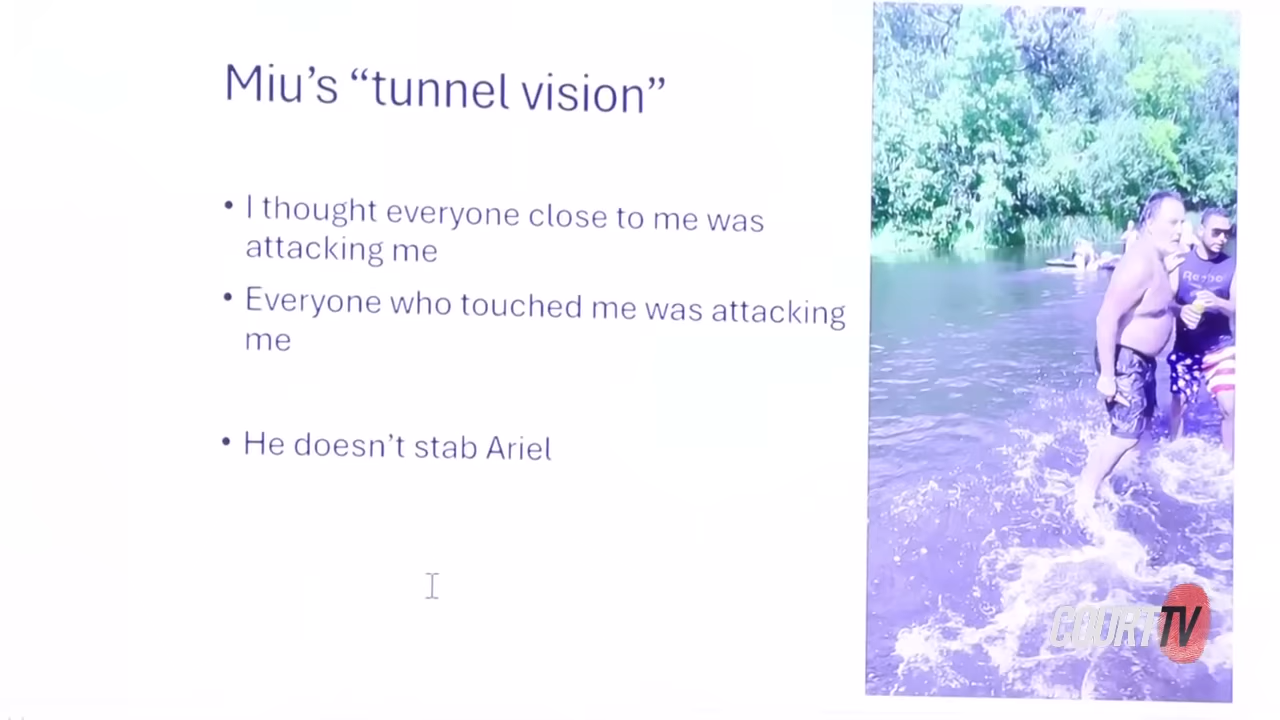 Miu's “tunnel vision”
• I thought everyone close to me was
attacking me
• Everyone who touched me was attacking
me
• He doesn't stab Ariel
COURT TV